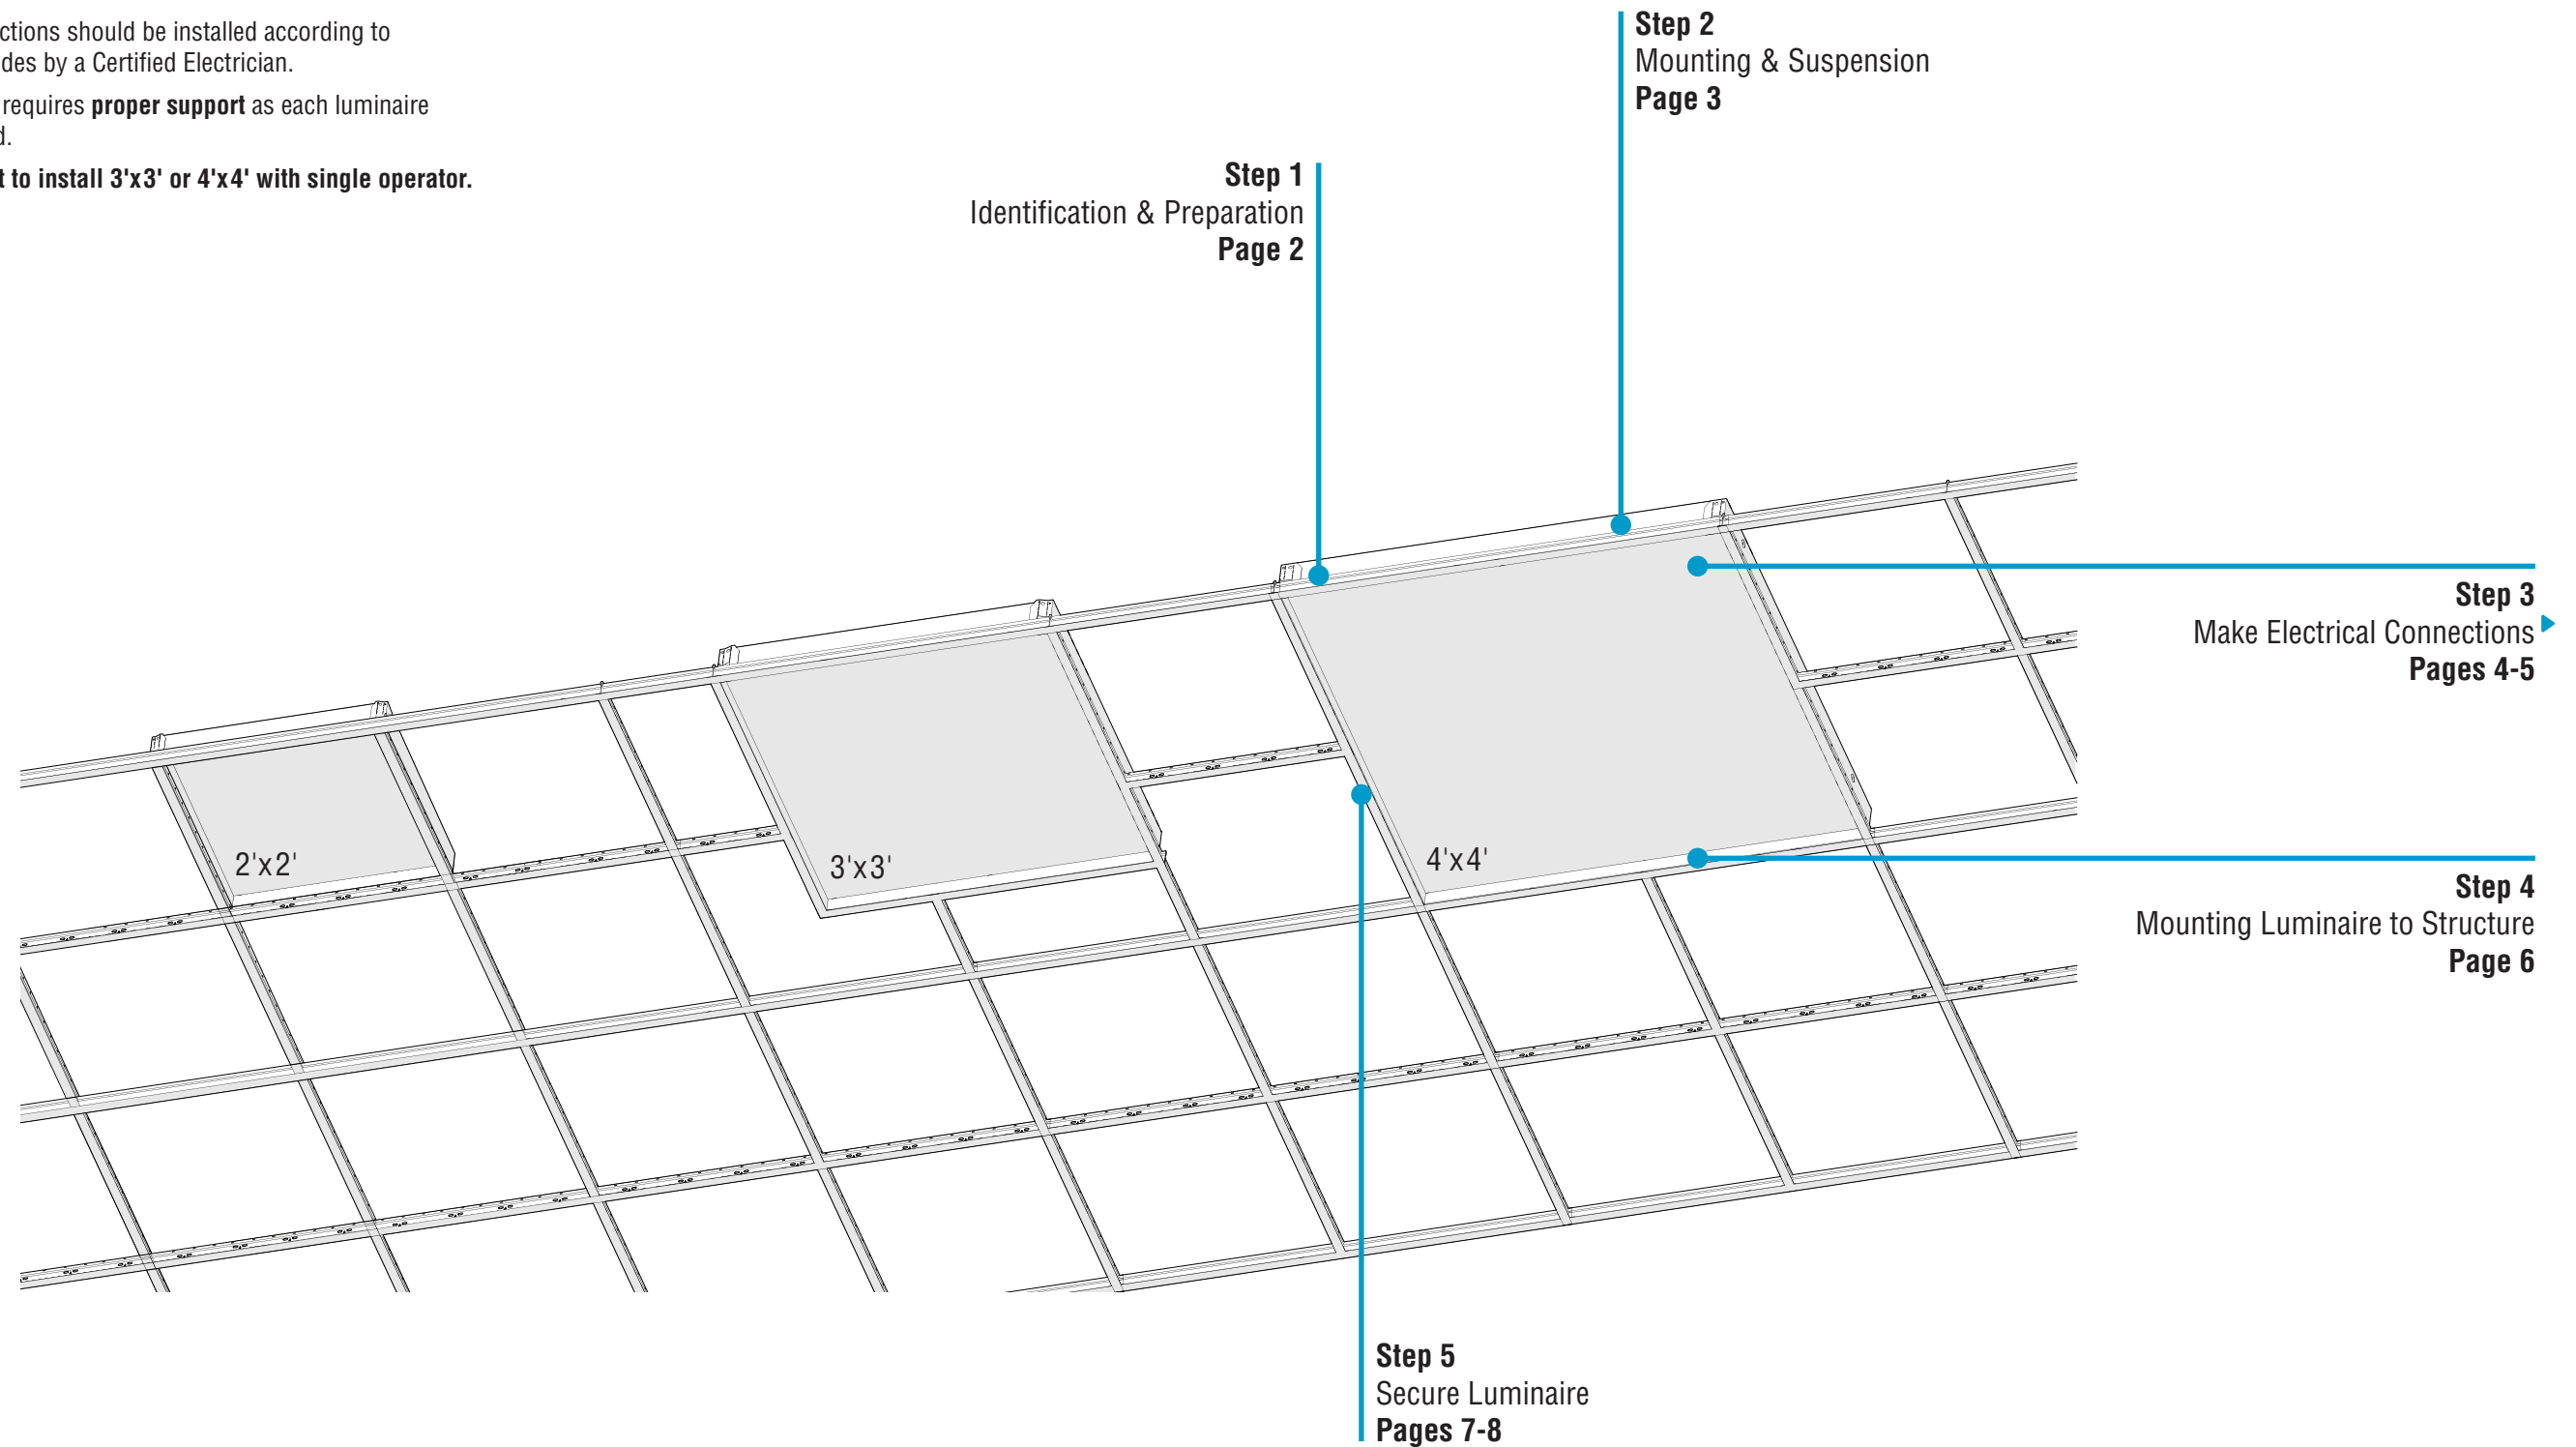 ctions should be installed according to
des by a Certified Electrician.
requires proper support as each luminaire
d.
t to install 3'x3' or 4'x4' with single operator.
Step 2
Mounting & Suspension
Page 3
Step 1
Identification & Preparation
Page 2
Step 3
Make Electrical Connections
Pages 4-5
2'x2'
3'x3'
4'x4'
Step 4
Mounting Luminaire to Structure
Page 6
Step 5
Secure Luminaire
Pages 7-8